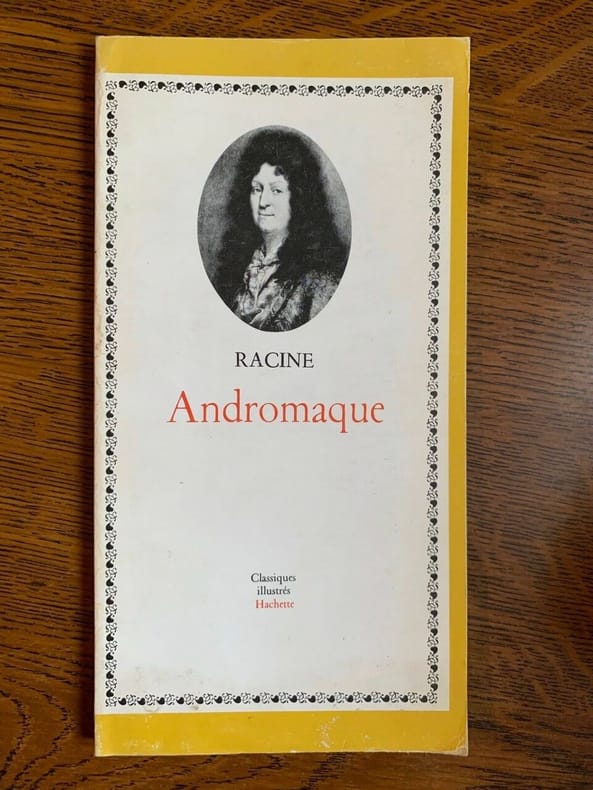 RACINE
Andromaque
Classiques
illustrés
Hachette